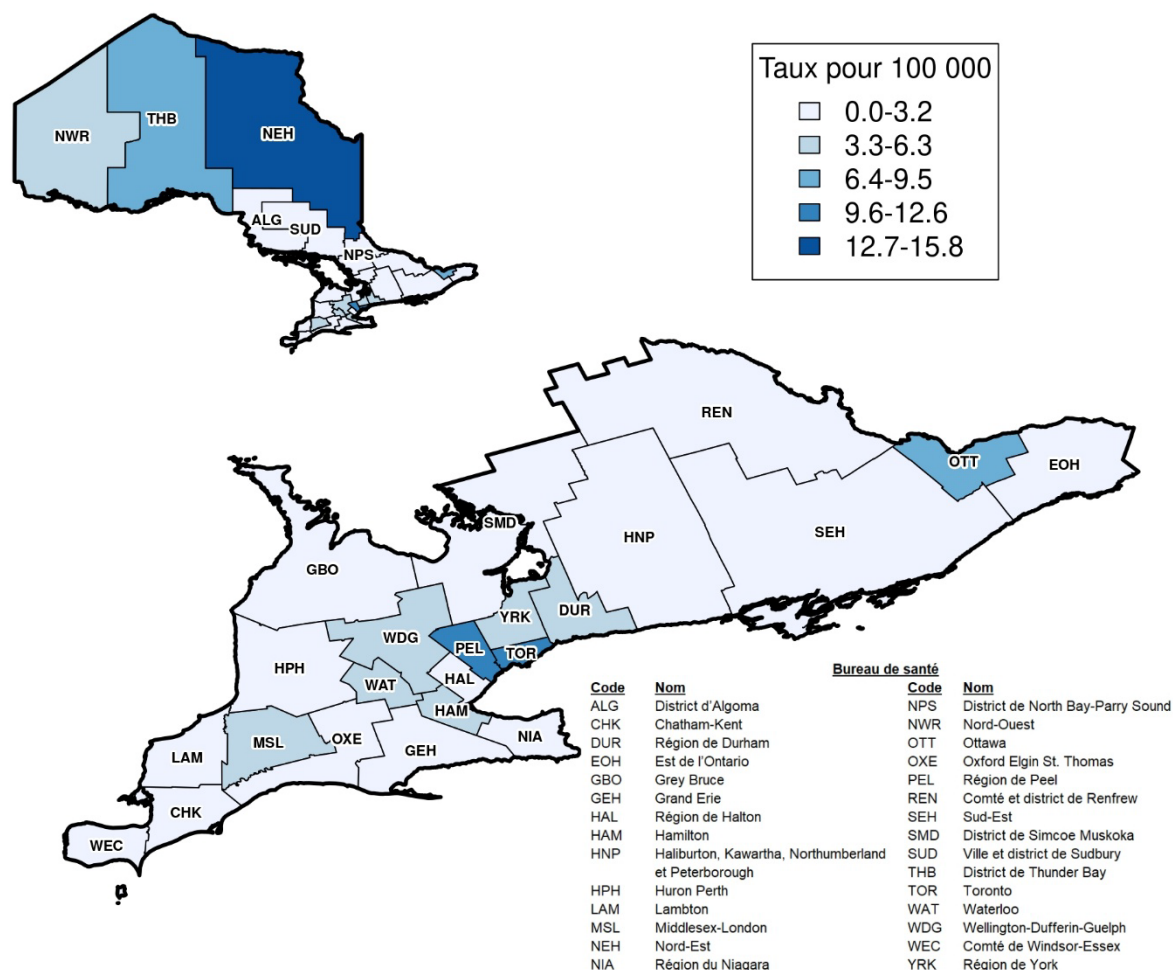 Taux pour 100 000
0.0-3.2
3.3-6.3
6.4-9.5
9.6-12.6
12.7-15.8
NWR
THB
NEH
ALG
SUD
NPS
REN
OTT
EOH
SMD
HNP
SEH
GBO
YRK
DUR
WDG
PEL
TOR
HPH
WAT
HAL
HAM
MSL
OXE
GEH
NIA
LAM
CHK
WEC
Bureau de santé
Code Nom Code Nom
ALG District d’Algoma NPS District de North Bay-Parry Sound
CHK Chatham-Kent NWR Nord-Ouest
DUR Région de Durham OTT Ottawa
EOH Est de l’Ontario OXE Oxford Elgin St. Thomas
GBO Grey Bruce PEL Région de Peel
GEH Grand Erie REN Comté et district de Renfrew
HAL Région de Halton SEH Sud-Est
HAM Hamilton SMD District de Simcoe Muskoka
HNP Haliburton, Kawartha, Northumberland SUD Ville et district de Sudbury
et Peterborough THB District de Thunder Bay
HPH Huron Perth TOR Toronto
LAM Lambton WAT Waterloo
MSL Middlesex-London WDG Wellington-Dufferin-Guelph
NEH Nord-Est WEC Comté de Windsor-Essex
NIA Région du Niagara YRK Région de York